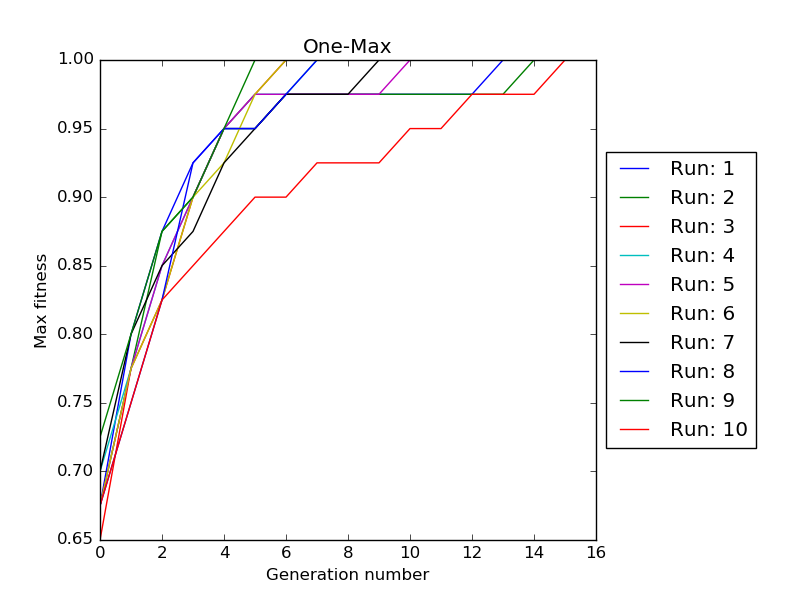 One-Max
1.00
0.95
0.90
0.85
0.80
0.75
0.70
0.65
Max fitness
0 2 4 6 8 10 12 14 16
Generation number
Run: 1
Run: 2
Run: 3
Run: 4
Run: 5
Run: 6
Run: 7
Run: 8
Run: 9
Run: 10